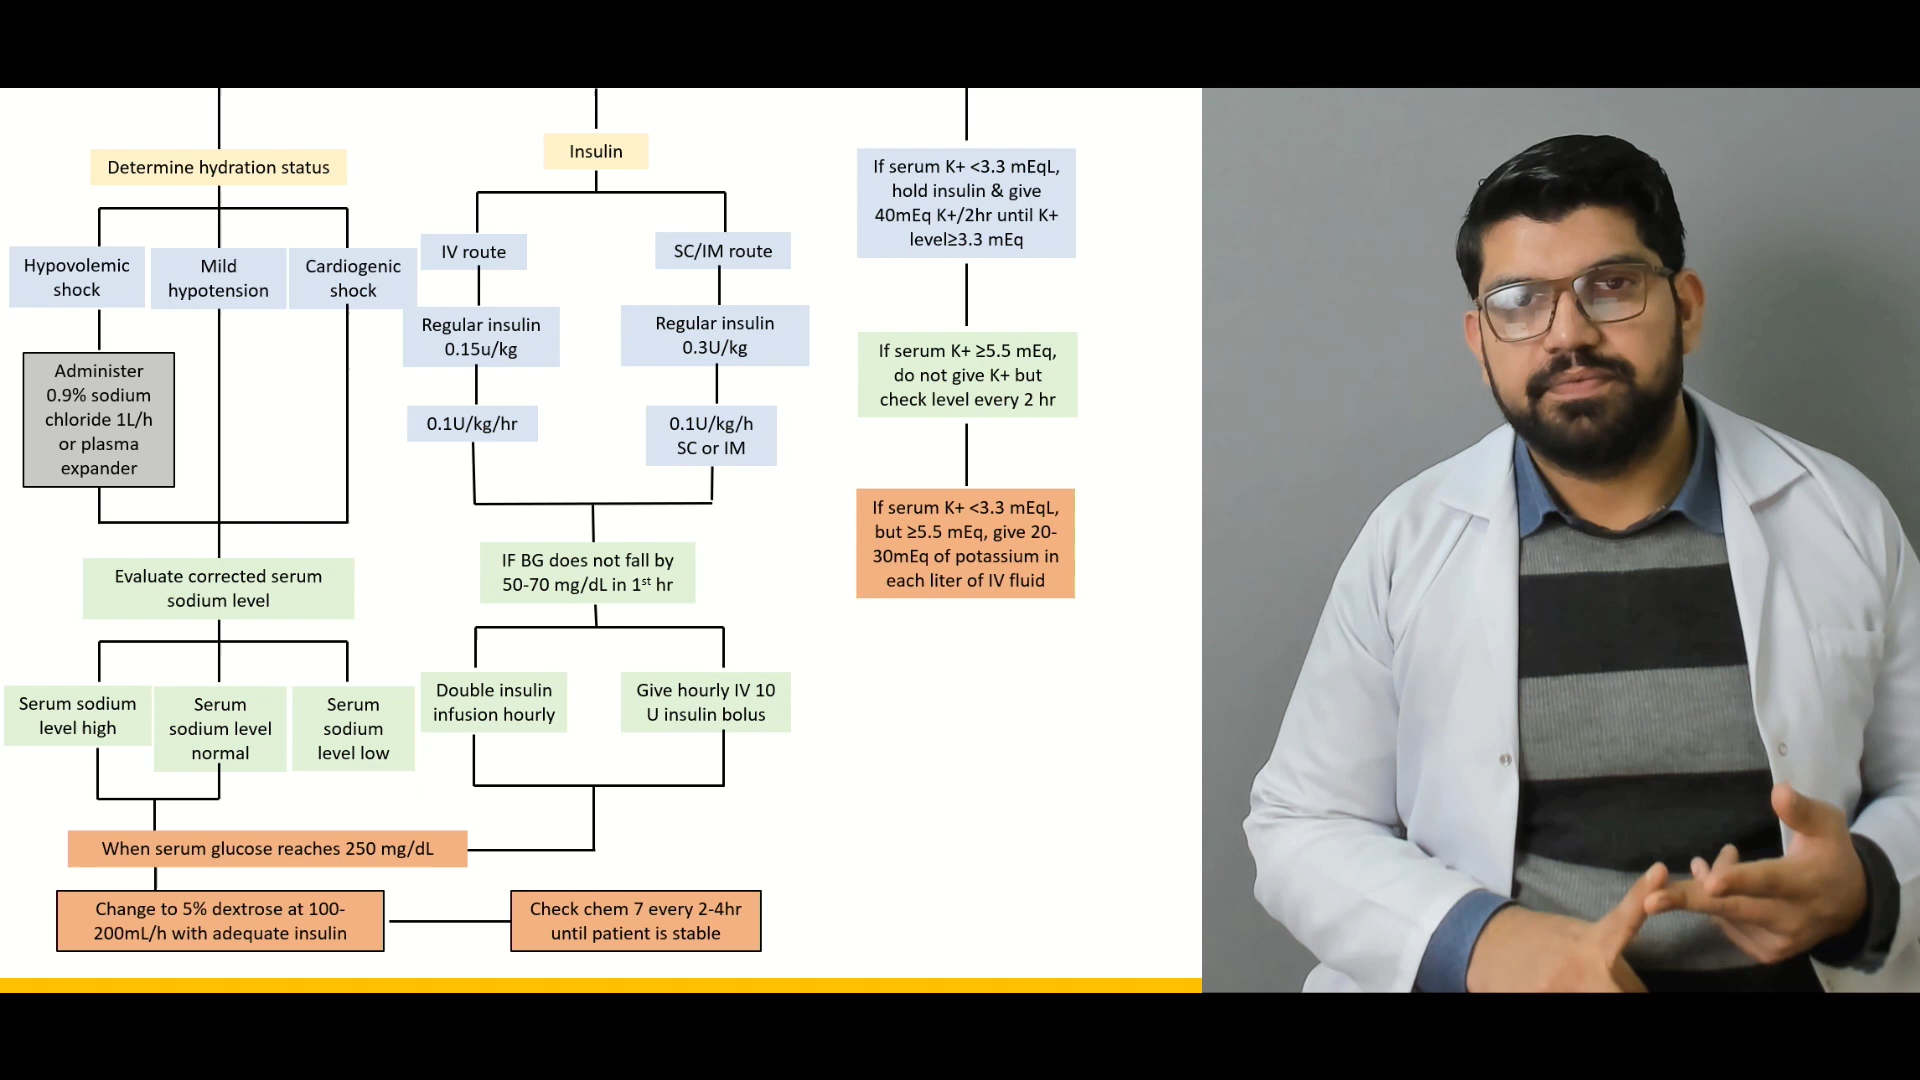 Determine hydration status
Hypovolemic
shock
Mild
hypotension
Cardiogenic
shock
Administer
0.9% sodium
chloride 1L/h
or plasma
expander
Evaluate corrected serum
sodium level
Serum sodium
level high
Serum
sodium level
normal
Serum
sodium
level low
When serum glucose reaches 250 mg/dL
Change to 5% dextrose at 100-
200mL/h with adequate insulin
Check chem 7 every 2-4hr
until patient is stable
Insulin
IV route
SC/IM route
Regular insulin
0.15u/kg
Regular insulin
0.3U/kg
0.1U/kg/hr
0.1U/kg/h
SC or IM
IF BG does not fall by
50-70 mg/dL in 1st hr
Double insulin
infusion hourly
Give hourly IV 10
U insulin bolus
If serum K+ <3.3 mEqL,
hold insulin & give
40mEq K+/2hr until K+
level≥3.3 mEq
If serum K+ ≥5.5 mEq,
do not give K+ but
check level every 2 hr
If serum K+ <3.3 mEqL,
but ≥5.5 mEq, give 20-
30mEq of potassium in
each liter of IV fluid